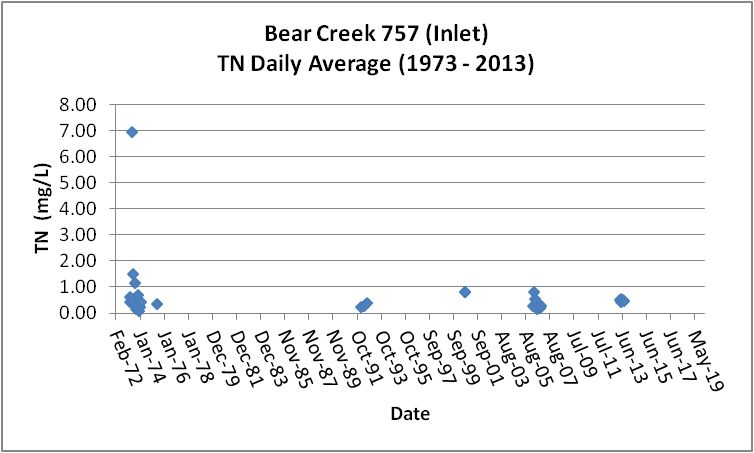 Bear Creek 757 (Inlet)
TN Daily Average (1973 - 2013)
TN (mg/L)
8.00
7.00
6.00
5.00
4.00
3.00
2.00
1.00
0.00
Feb-72
Jan-74
Jan-76
Jan-78
Dec-79
Dec-81
Dec-83
Nov-85
Nov-87
Nov-89
Oct-91
Oct-93
Oct-95
Sep-97
Sep-99
Sep-01
Aug-03
Aug-05
Aug-07
Jul-09
Jul-11
Jun-13
Jun-15
Jun-17
May-19
Date